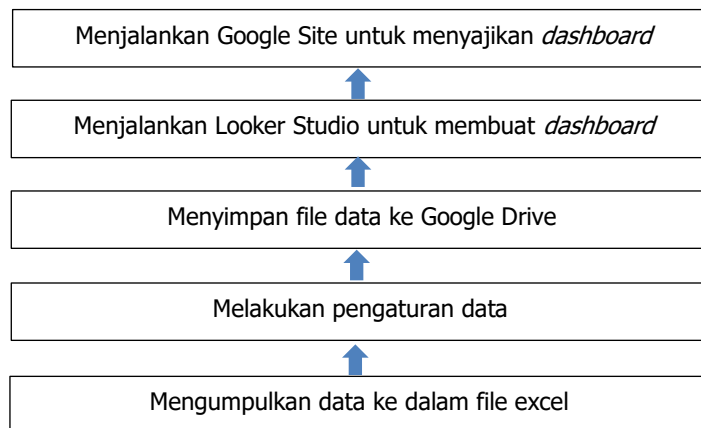 Menjalankan Google Site untuk menyajikan dashboard
Menjalankan Looker Studio untuk membuat dashboard
Menyimpan file data ke Google Drive
Melakukan pengaturan data
Mengumpulkan data ke dalam file excel